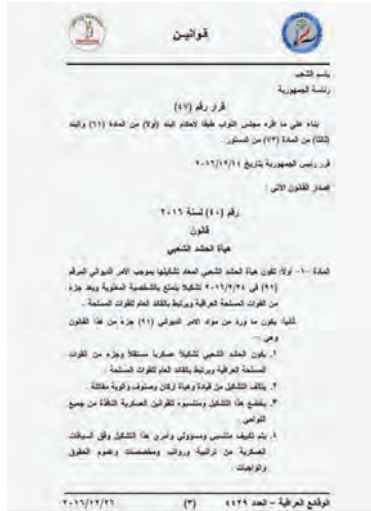 قوانين
باسم الشعب
رئاسة الجمهورية
قرار رقم (٤٧)
بناء على ما اقره مجلس النواب طبقا لاحكام البند (اولاً) من المادة (٦١) والبند
(ثالثاً) من المادة (٧٣) من الدستور
قرر رئيس الجمهورية بتاريخ ٢٠١٦/١٢/١٤
إصدار القانون الآتي :
رقم (٤٠) لسنة ٢٠١٦
قانون
هيأة الحشد الشعبي
المادة -١- أولاً: تكون هيأة الحشد الشعبي المعاد تشكيلها بموجب الأمر الديواني المرقم
(٩١) في ٢٠١٦/٢/٢٤ تشكيلا يتمتع بالشخصية المعنوية ويعد جزءً
من القوات المسلحة العراقية ويرتبط بالقائد العام للقوات المسلحة .
ثانياً: يكون ما ورد من مواد الامر الديواني (٩١) جزءً من هذا القانون
وهي :-
١. يكون الحشد الشعبي تشكيلاً عسكريا مستقلاً وجزء من القوات
المسلحة العراقية ويرتبط بالقائد العام للقوات المسلحة .
٢. يتألف التشكيل من قيادة وهيأة اركان وصنوف والوية مقاتلة .
٣. يخضع هذا التشكيل ومنتسبوه للقوانين العسكرية النافذة من جميع
النواحي .
٤. يتم تكييف منتسبي ومسؤولي وآمري هذا التشكيل وفق السياقات
العسكرية من تراتبية ورواتب ومخصصات وعموم الحقوق
والواجبات .
الوقائع العراقية – العدد ٤٤٢٩ (٣) ٢٠١٦/١٢/٢٦